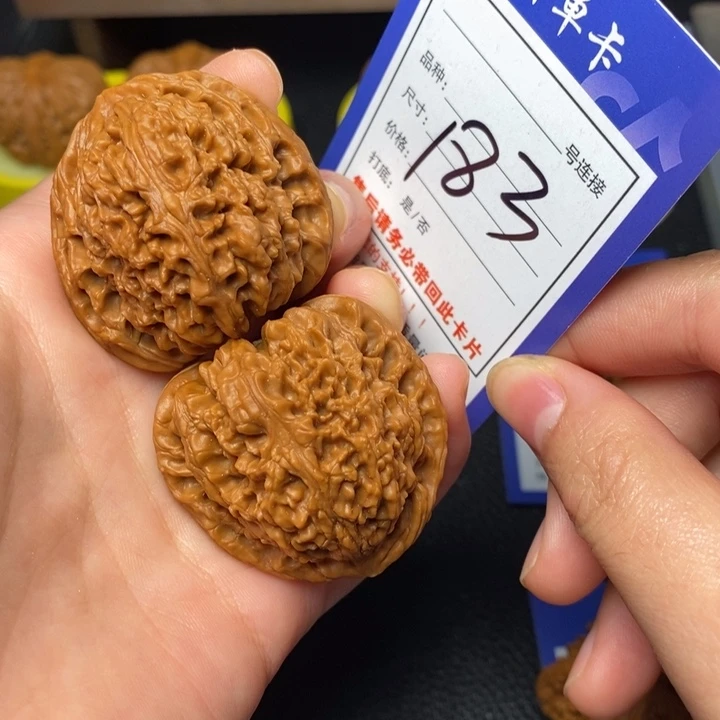 单卡
号连接
品种：
尺寸：
价格：
183
打底： 是/否
售后请务必带回此卡片